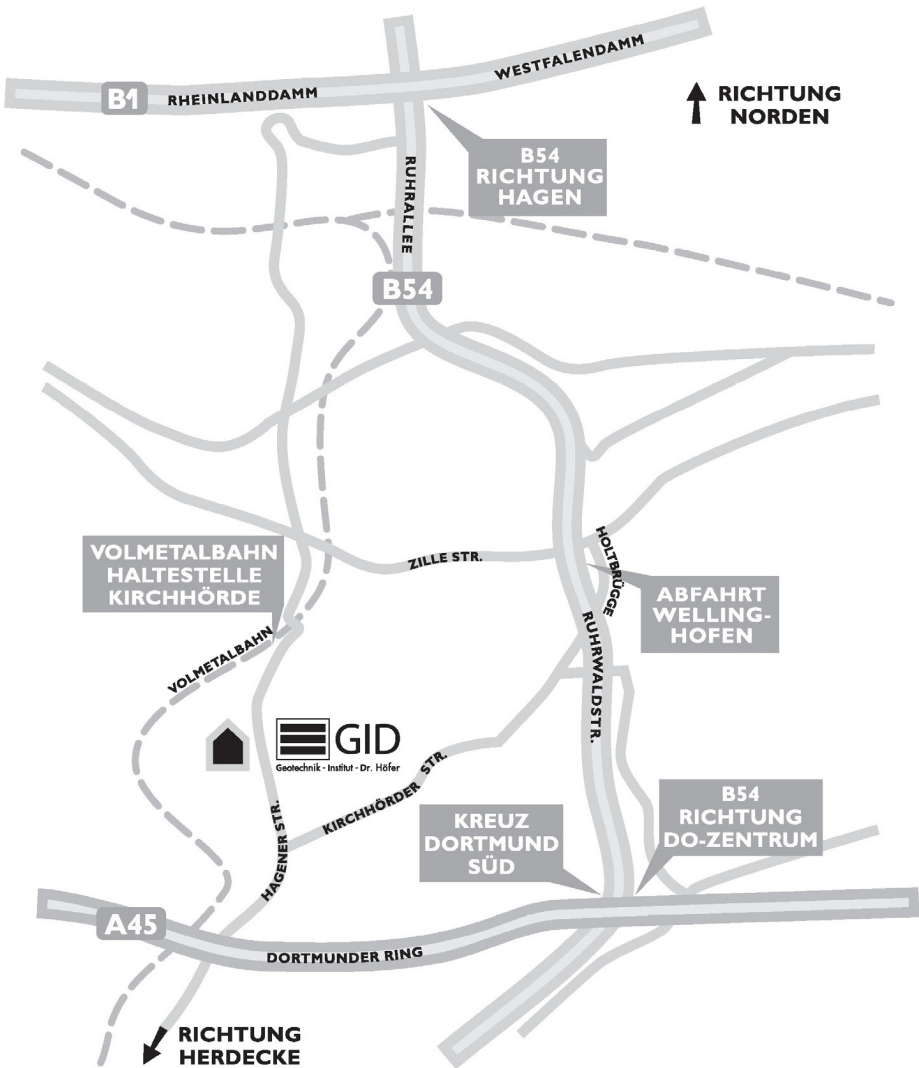 WESTFALENDAMM
B1
RHEINLANDDAMM
RICHTUNG
NORDEN
B54
RICHTUNG
HAGEN
RUHRALLEE
B54
VOLMETALBAHN
HALTESTELLE
KIRCHHÖRDE
ZILLE STR.
HOLTBRÜGGE
ABFAHRT
WELLING-
HOFEN
RUHRWALDSTR.
VOLMETALBAHN
GID
Geotechnik - Institut - Dr. Höfer
KIRCHHÖRDER STR.
HAGENER STR.
KREUZ
DORTMUND
SÜD
B54
RICHTUNG
DO-ZENTRUM
A45
DORTMUNDER RING
RICHTUNG
HERDECKE